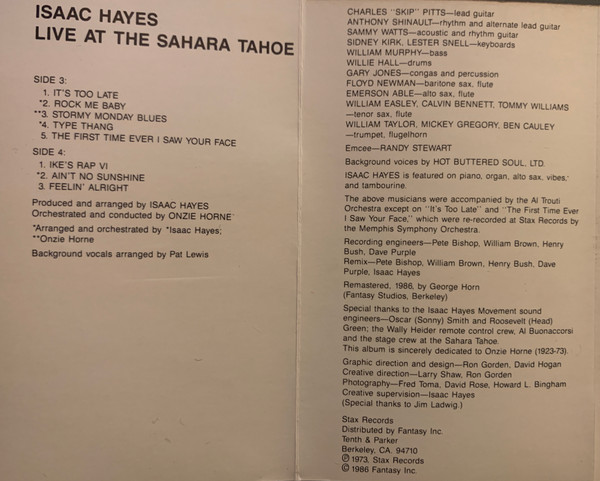 ISAAC HAYES
LIVE AT THE SAHARA TAHOE
SIDE 3:
1. IT'S TOO LATE
*2. ROCK ME BABY
**3. STORMY MONDAY BLUES
*4. TYPE THANG
5. THE FIRST TIME EVER I SAW YOUR FACE
SIDE 4:
1. IKE'S RAP VI
*2. AIN'T NO SUNSHINE
3. FEELIN' ALRIGHT
Produced and arranged by ISAAC HAYES
Orchestrated and conducted by ONZIE HORNE
*Arranged and orchestrated by *Isaac Hayes;
**Onzie Horne
Background vocals arranged by Pat Lewis
CHARLES "SKIP" PITTS—lead guitar
ANTHONY SHINAULT—rhythm and alternate lead guitar
SAMMY WATTS—acoustic and rhythm guitar
SIDNEY KIRK, LESTER SNELL—keyboards
WILLIAM MURPHY—bass
WILLIE HALL—drums
GARY JONES—congas and percussion
FLOYD NEWMAN—baritone sax, flute
EMERSON ABLE—alto sax, flute
WILLIAM EASLEY, CALVIN BENNETT, TOMMY WILLIAMS
—tenor sax, flute
WILLIAM TAYLOR, MICKEY GREGORY, BEN CAULEY
—trumpet, flugelhorn
Emcee—RANDY STEWART
Background voices by HOT BUTTERED SOUL, LTD.
ISAAC HAYES is featured on piano, organ, alto sax, vibes,
and tambourine.
The above musicians were accompanied by the Al Trouti
Orchestra except on "It's Too Late" and "The First Time Ever
I Saw Your Face," which were re-recorded at Stax Records by
the Memphis Symphony Orchestra.
Recording engineers—Pete Bishop, William Brown, Henry
Bush, Dave Purple
Remix—Pete Bishop, William Brown, Henry Bush, Dave
Purple, Isaac Hayes
Remastered, 1986, by George Horn
(Fantasy Studios, Berkeley)
Special thanks to the Isaac Hayes Movement sound
engineers—Oscar (Sonny) Smith and Roosevelt (Head)
Green; the Wally Heider remote control crew, Al Buonaccorsi
and the stage crew at the Sahara Tahoe.
This album is sincerely dedicated to Onzie Horne (1923-73).
Graphic direction and design—Ron Gorden, David Hogan
Creative direction—Larry Shaw, Ron Gorden
Photography—Fred Toma, David Rose, Howard L. Bingham
Creative supervision—Isaac Hayes
(Special thanks to Jim Ladwig.)
Stax Records
Distributed by Fantasy Inc.
Tenth & Parker
Berkeley, CA. 94710
℗ 1973, Stax Records
© 1986 Fantasy Inc.